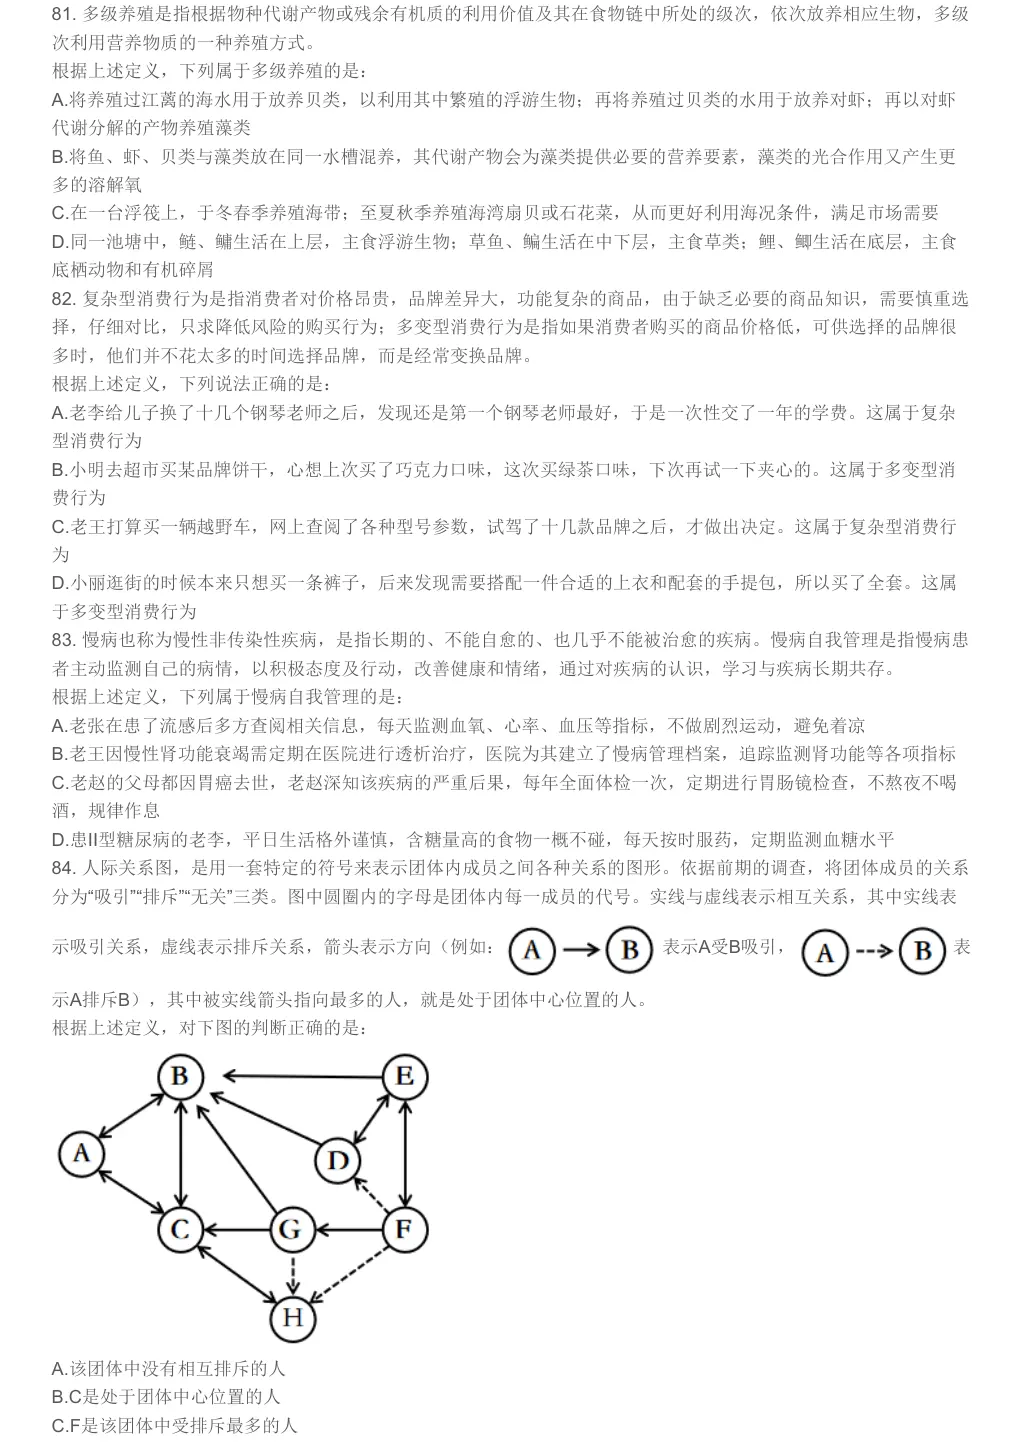 81. 多级养殖是指根据物种代谢产物或残余有机质的利用价值及其在食物链中所处的级次，依次放养相应生物，多级
次利用营养物质的一种养殖方式。
根据上述定义，下列属于多级养殖的是：
A.将养殖过江蓠的海水用于放养贝类，以利用其中繁殖的浮游生物；再将养殖过贝类的水用于放养对虾；再以对虾
代谢分解的产物养殖藻类
B.将鱼、虾、贝类与藻类放在同一水槽混养，其代谢产物会为藻类提供必要的营养要素，藻类的光合作用又产生更
多的溶解氧
C.在一台浮筏上，于冬春季养殖海带；至夏秋季养殖海湾扇贝或石花菜，从而更好利用海况条件，满足市场需要
D.同一池塘中，鲢、鳙生活在上层，主食浮游生物；草鱼、鳊生活在中下层，主食草类；鲤、鲫生活在底层，主食
底栖动物和有机碎屑
82. 复杂型消费行为是指消费者对价格昂贵，品牌差异大，功能复杂的商品，由于缺乏必要的商品知识，需要慎重选
择，仔细对比，只求降低风险的购买行为；多变型消费行为是指如果消费者购买的商品价格低，可供选择的品牌很
多时，他们并不花太多的时间选择品牌，而是经常变换品牌。
根据上述定义，下列说法正确的是：
A.老李给儿子换了十几个钢琴老师之后，发现还是第一个钢琴老师最好，于是一次性交了一年的学费。这属于复杂
型消费行为
B.小明去超市买某品牌饼干，心想上次买了巧克力口味，这次买绿茶口味，下次再试一下夹心的。这属于多变型消
费行为
C.老王打算买一辆越野车，网上查阅了各种型号参数，试驾了十几款品牌之后，才做出决定。这属于复杂型消费行
为
D.小丽逛街的时候本来只想买一条裤子，后来发现需要搭配一件合适的上衣和配套的手提包，所以买了全套。这属
于多变型消费行为
83. 慢病也称为慢性非传染性疾病，是指长期的、不能自愈的、也几乎不能被治愈的疾病。慢病自我管理是指慢病患
者主动监测自己的病情，以积极态度及行动，改善健康和情绪，通过对疾病的认识，学习与疾病长期共存。
根据上述定义，下列属于慢病自我管理的是：
A.老张在患了流感后多方查阅相关信息，每天监测血氧、心率、血压等指标，不做剧烈运动，避免着凉
B.老王因慢性肾功能衰竭需定期在医院进行透析治疗，医院为其建立了慢病管理档案，追踪监测肾功能等各项指标
C.老赵的父母都因胃癌去世，老赵深知该疾病的严重后果，每年全面体检一次，定期进行胃肠镜检查，不熬夜不喝
酒，规律作息
D.患II型糖尿病的老李，平日生活格外谨慎，含糖量高的食物一概不碰，每天按时服药，定期监测血糖水平
84. 人际关系图，是用一套特定的符号来表示团体内成员之间各种关系的图形。依据前期的调查，将团体成员的关系
分为“吸引”“排斥”“无关”三类。图中圆圈内的字母是团体内每一成员的代号。实线与虚线表示相互关系，其中实线表
示吸引关系，虚线表示排斥关系，箭头表示方向（例如： A B 表示A受B吸引， A B 表
示A排斥B），其中被实线箭头指向最多的人，就是处于团体中心位置的人。
根据上述定义，对下图的判断正确的是：
B E
A D
C G F
H
A.该团体中没有相互排斥的人
B.C是处于团体中心位置的人
C.F是该团体中受排斥最多的人